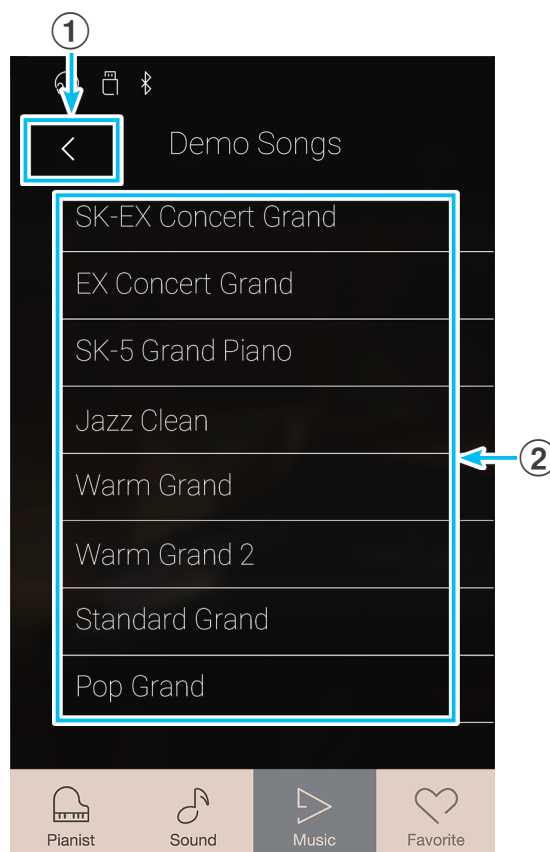 1
Demo Songs
SK-EX Concert Grand
EX Concert Grand
SK-5 Grand Piano
Jazz Clean
2
Warm Grand
Warm Grand 2
Standard Grand
Pop Grand
Pianist Sound Music Favorite